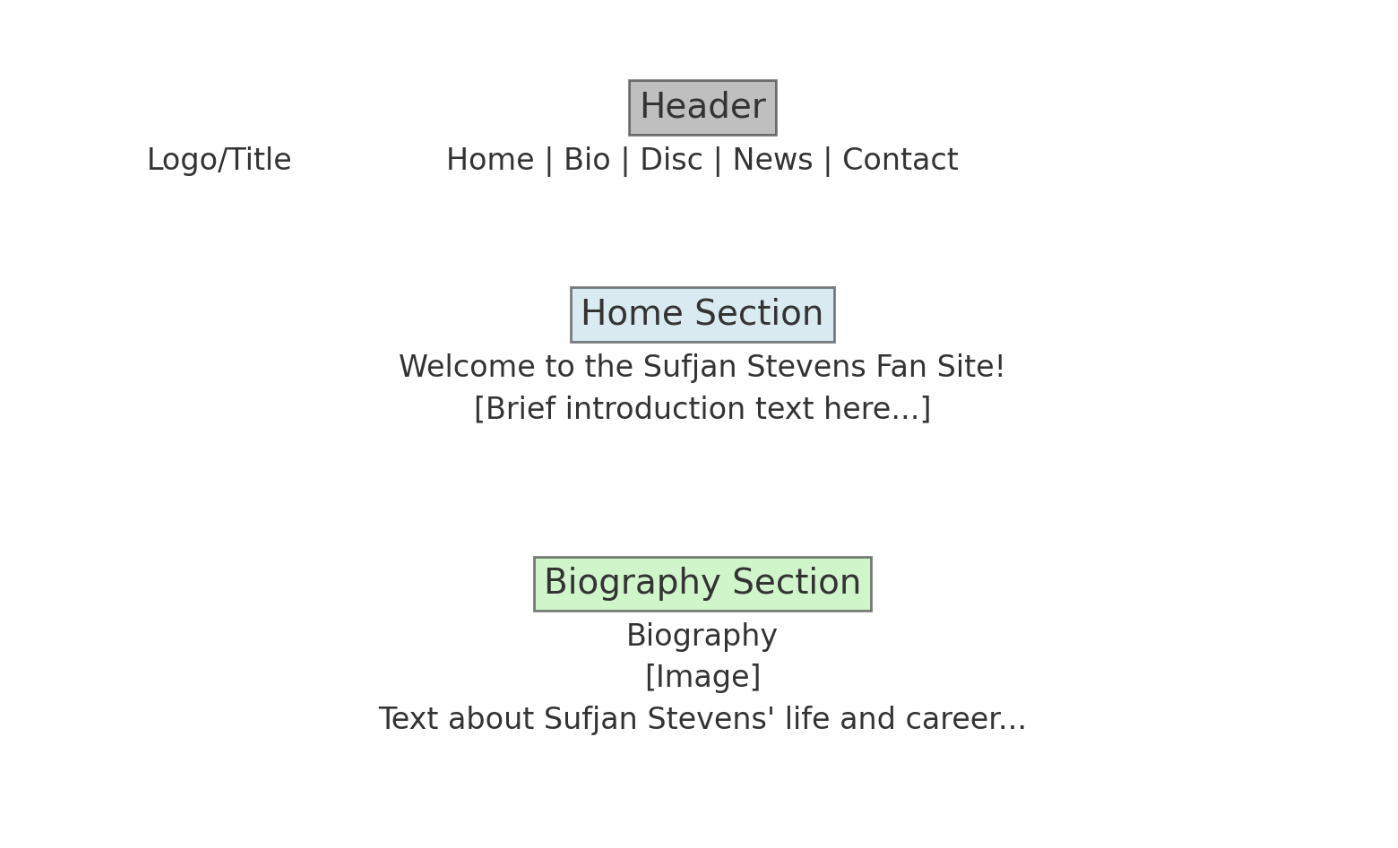 Header
Logo/Title Home | Bio | Disc | News | Contact
Home Section
Welcome to the Sufjan Stevens Fan Site!
[Brief introduction text here...]
Biography Section
Biography
[Image]
Text about Sufjan Stevens' life and career...